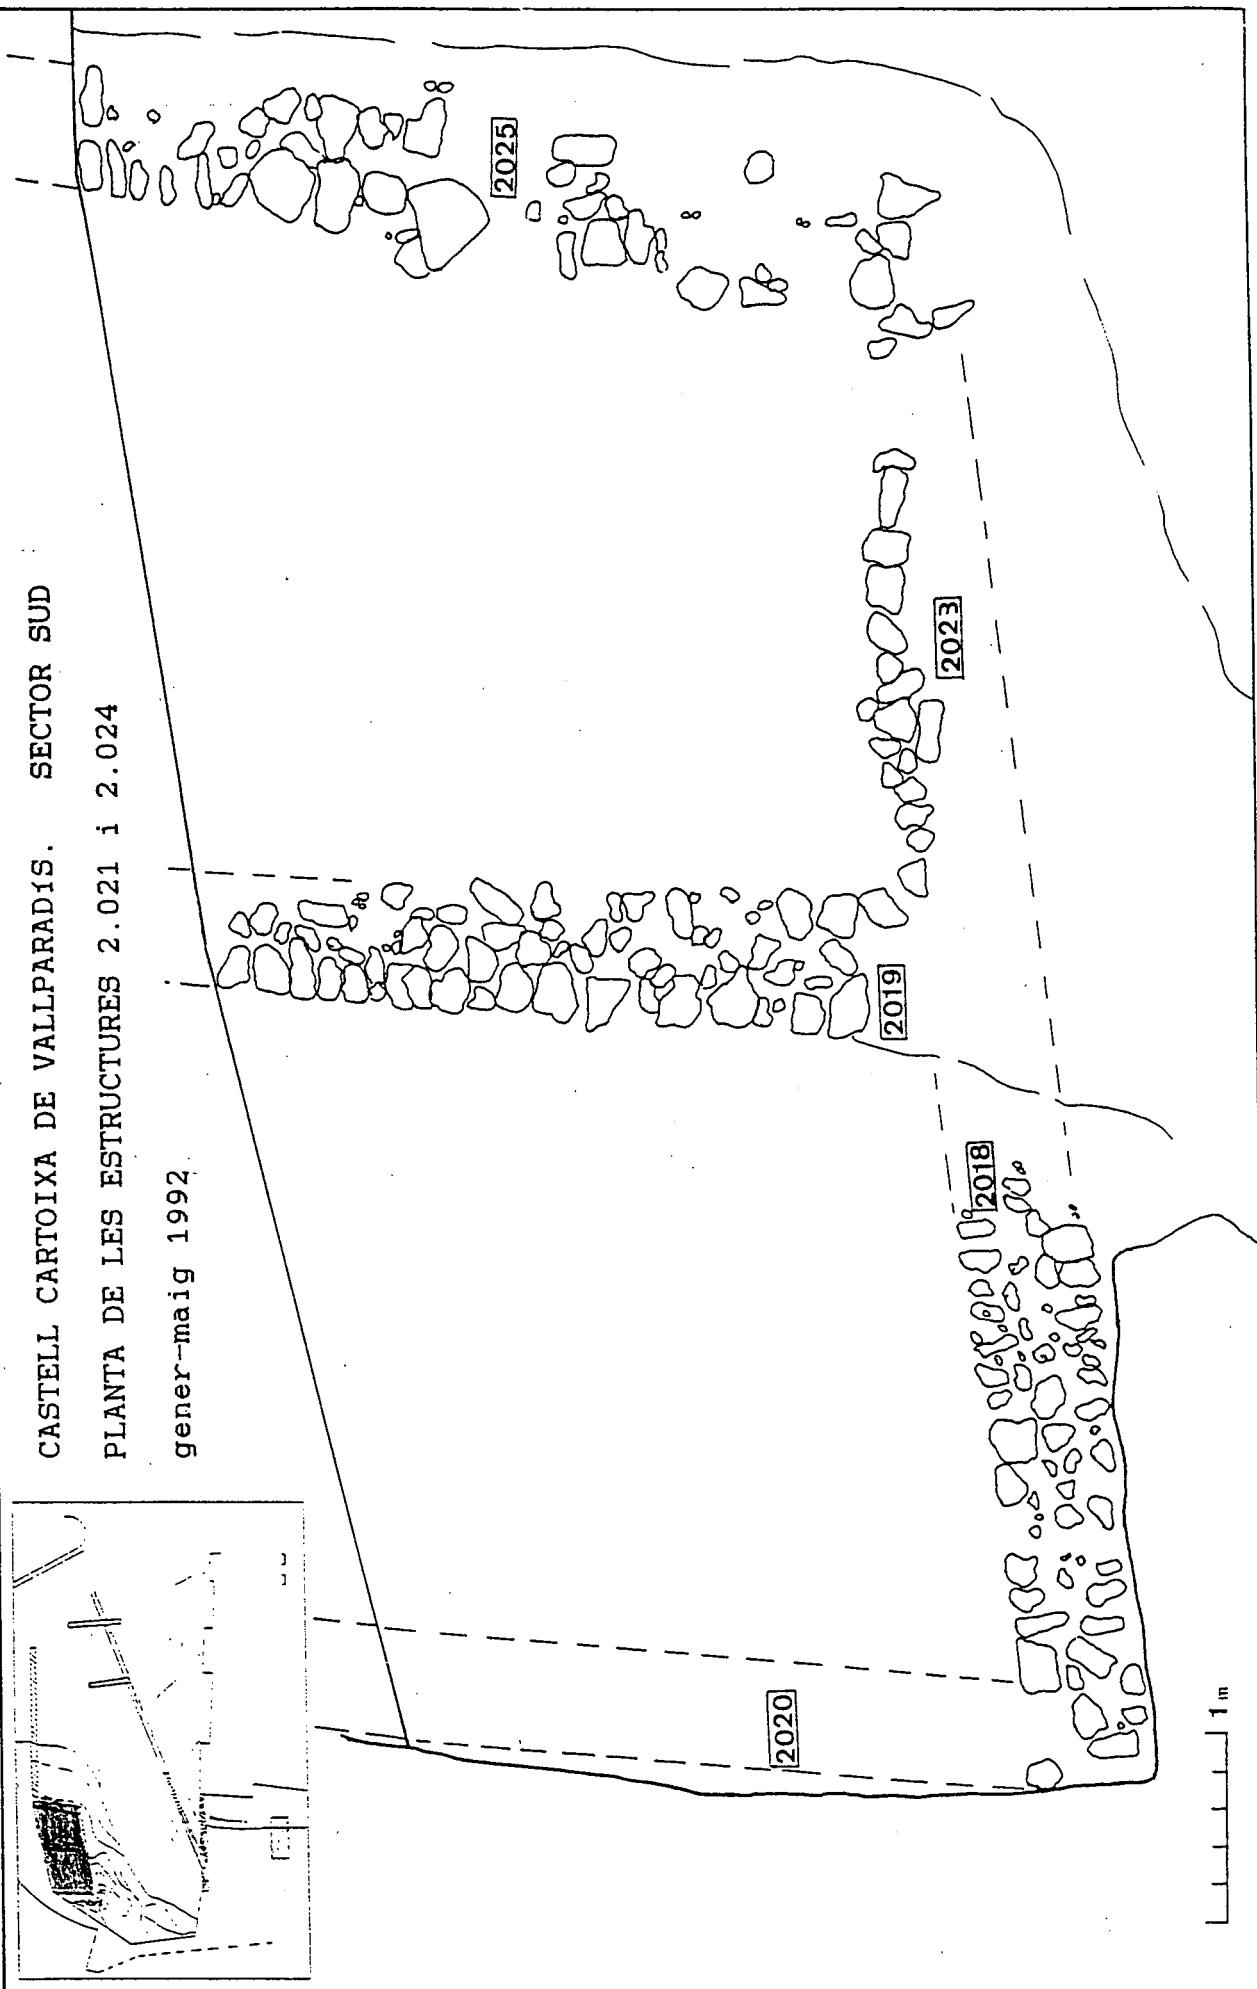 CASTELL CARTOIXA DE VALLPARADíS. SECTOR SUD
PLANTA DE LES ESTRUCTURES 2.021 i 2.024
gener-maig 1992
2025
2023
2019
2018
2020
1m